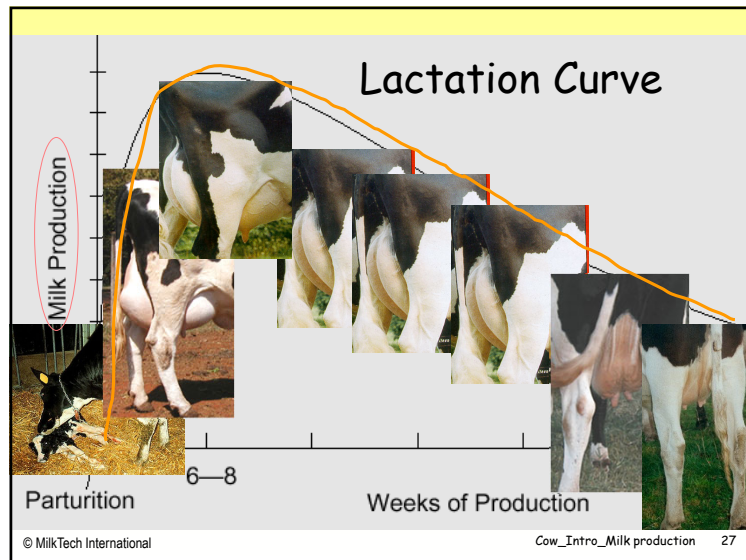 Lactation Curve
Milk Production
6—8
Parturition
Weeks of Production
© MilkTech International
Cow_Intro_Milk production 27